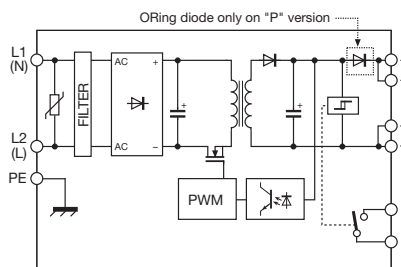 ORing diode only on "P" version
L1
(N)
FILTER
AC
+
AC
–
+
+
L2
(L)
PE
PWM